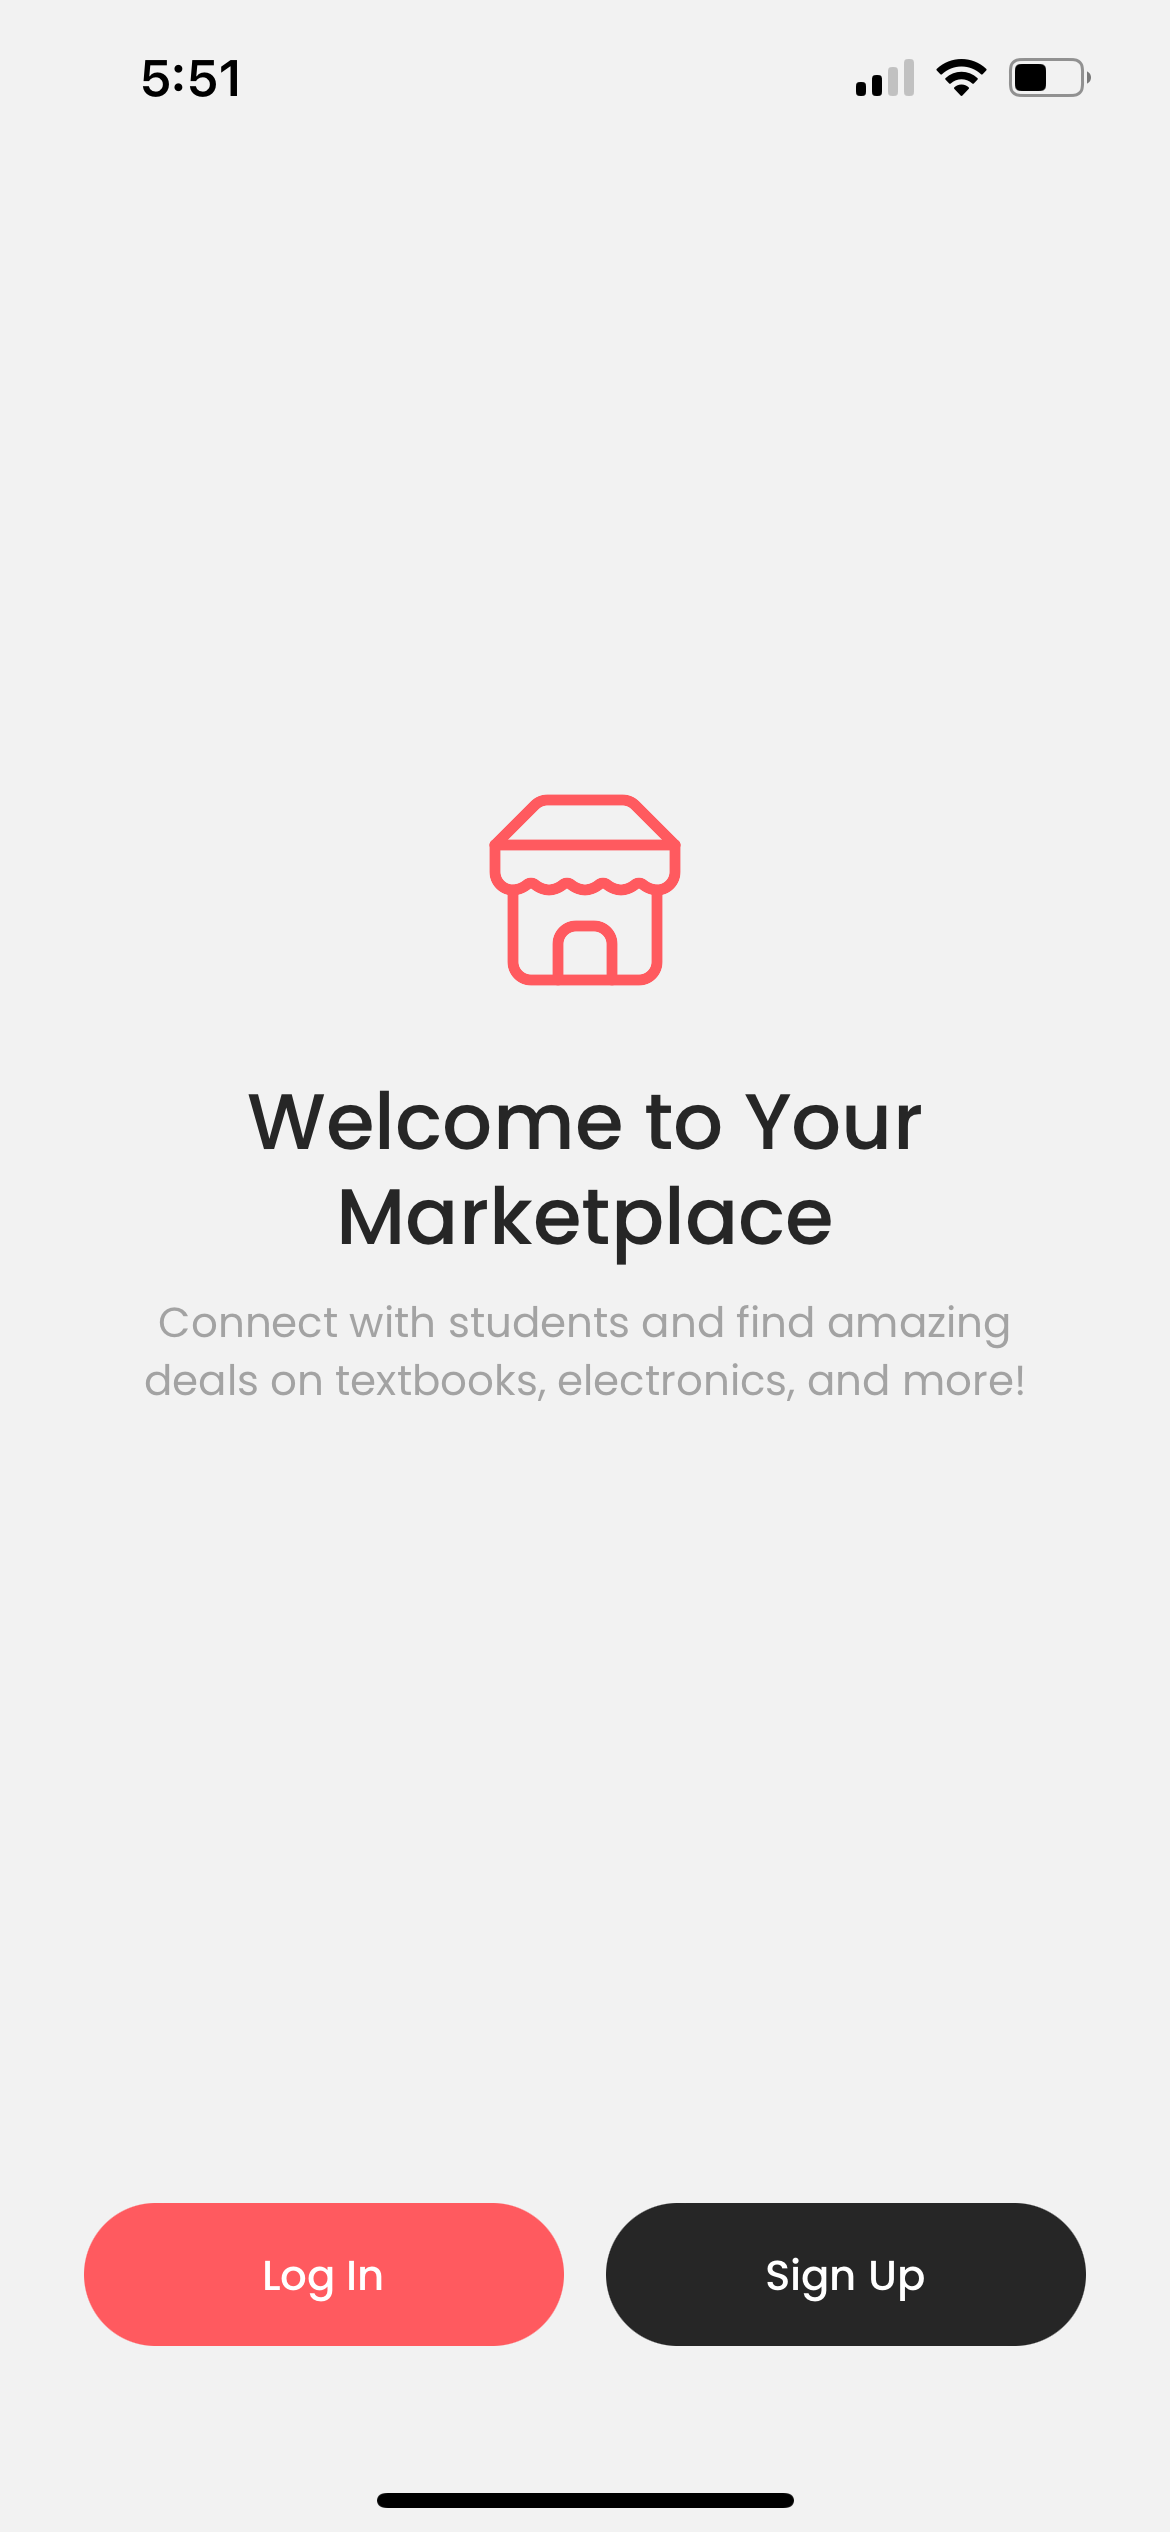 5:51
Welcome to Your
Marketplace
Connect with students and find amazing
deals on textbooks, electronics, and more!
Log In
Sign Up